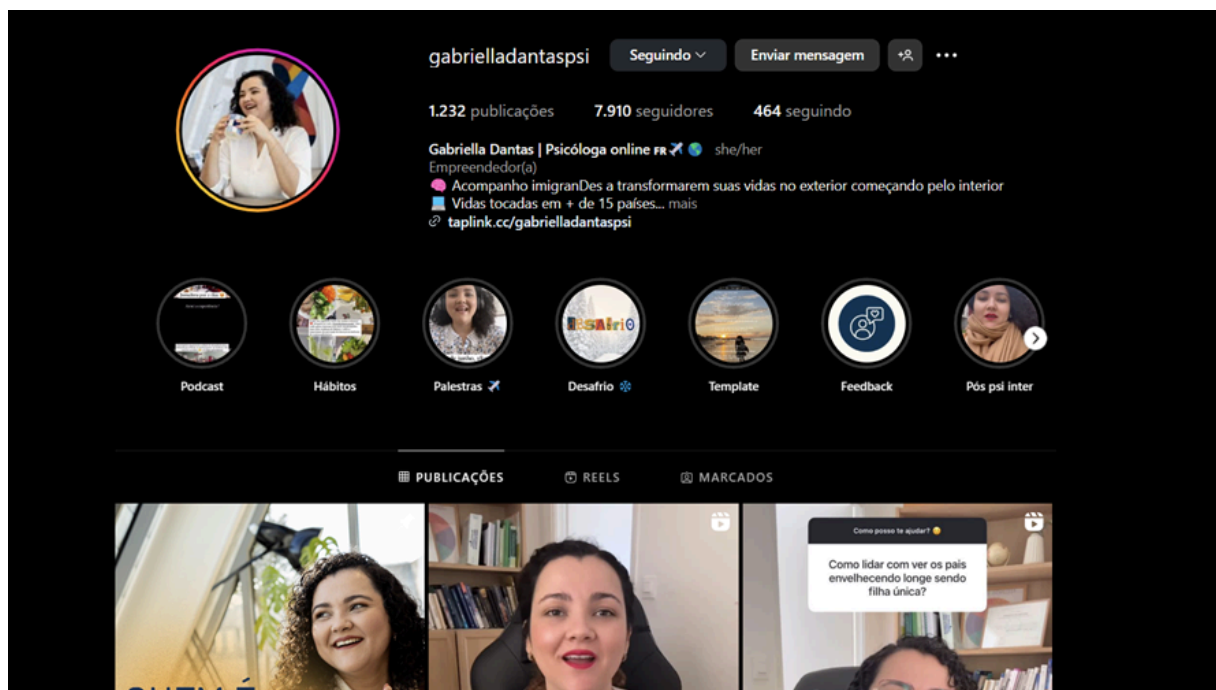 gabrielladantaspsi Seguindo Enviar mensagem
1.232 publicações 7.910 seguidores 464 seguindo
Gabriella Dantas | Psicóloga online FR ✈️ 🌎 she/her
Empreendedor(a)
🧠 Acompanho imigranDes a transformarem suas vidas no exterior começando pelo interior
💻 Vidas tocadas em + de 15 países... mais
taplink.cc/gabrielladantaspsi
DESAfriO
Podcast Hábitos Palestras ✈️ Desafrio ❄️ Template Feedback Pós psi inter
PUBLICAÇÕES REELS MARCADOS
Como posso te ajudar? 😊
Como lidar com ver os pais
envelhecendo longe sendo
filha única?
QUEM É